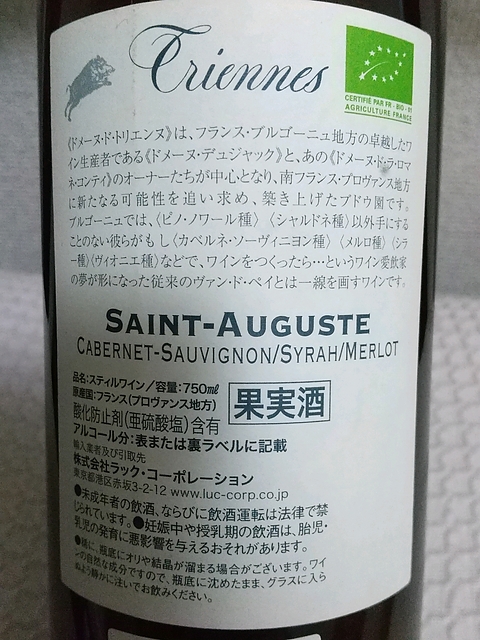 Triennes
CERTIFIÉ PAR FR-BIO-01
AGRICULTURE FRANCE
《ドメーヌ・ド・トリエンヌ》は、フランス・ブルゴーニュ地方の卓越したワ
イン生産者である《ドメーヌ・デュジャック》と、あの《ドメーヌ・ド・ラ・ロマ
ネ・コンティ》のオーナーたちが中心となり、南フランス・プロヴァンス地方
に新たなる可能性を追い求め、築き上げたブドウ園です。
ブルゴーニュでは、〈ピノ・ノワール種〉〈シャルドネ種〉以外手にする
ことのない彼らがもし〈カベルネ・ソーヴィニヨン種〉〈メルロ種〉〈シラ
ー種〉〈ヴィオニエ種〉などで、ワインをつくったら…というワイン愛飲家
の夢が形になった従来のヴァン・ド・ペイとは一線を画すワインです。
SAINT-AUGUSTE
CABERNET-SAUVIGNON/SYRAH/MERLOT
品名:スティルワイン／容量:750㎖
原産国:フランス(プロヴァンス地方)
果実酒
酸化防止剤(亜硫酸塩)含有
アルコール分:表または裏ラベルに記載
輸入業者及び引取先
株式会社ラック・コーポレーション
東京都港区赤坂3-2-12 www.luc-corp.co.jp
●未成年者の飲酒、ならびに飲酒運転は法律で禁
じられています。●妊娠中や授乳期の飲酒は、胎児・
乳児の発育に悪影響を与えるおそれがあります。
●稀に、瓶底にオリや結晶が溜まる場合がございます。ワイ
ンの自然な成分ですので、瓶底に沈めたまま、グラスに入ら
ぬよう静かに注いでお飲みください。